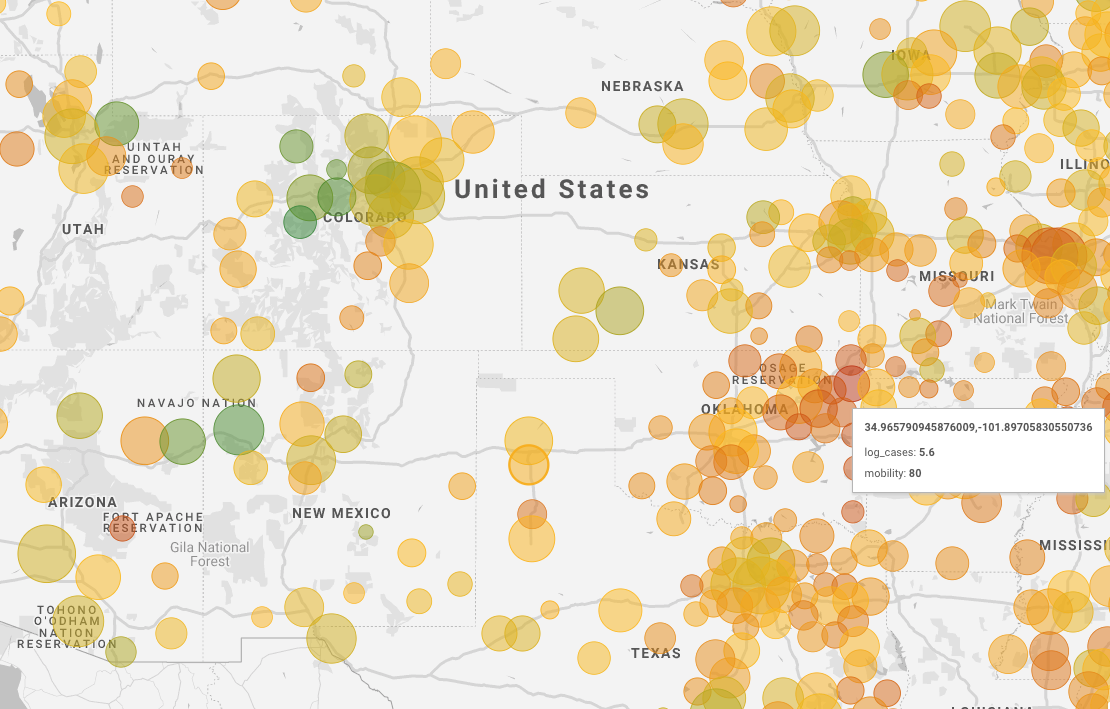 NEBRASKA
IOWA
UINTAH
AND OURAY
RESERVATION
ILLINO
United States
COLORADO
UTAH
KANSAS
MISSOURI
Mark Twain
National Forest
OSAGE
RESERVATION
NAVAJO NATION
OKLAHOMA
34.965790945876009,-101.89705830550736
log_cases: 5.6
mobility: 80
ARIZONA
FORT APACHE
RESERVATION
NEW MEXICO
Gila National
Forest
MISSISSI
TOHONO
O'ODHAM
NATION
RESERVATION
TEXAS
LOUISIANA